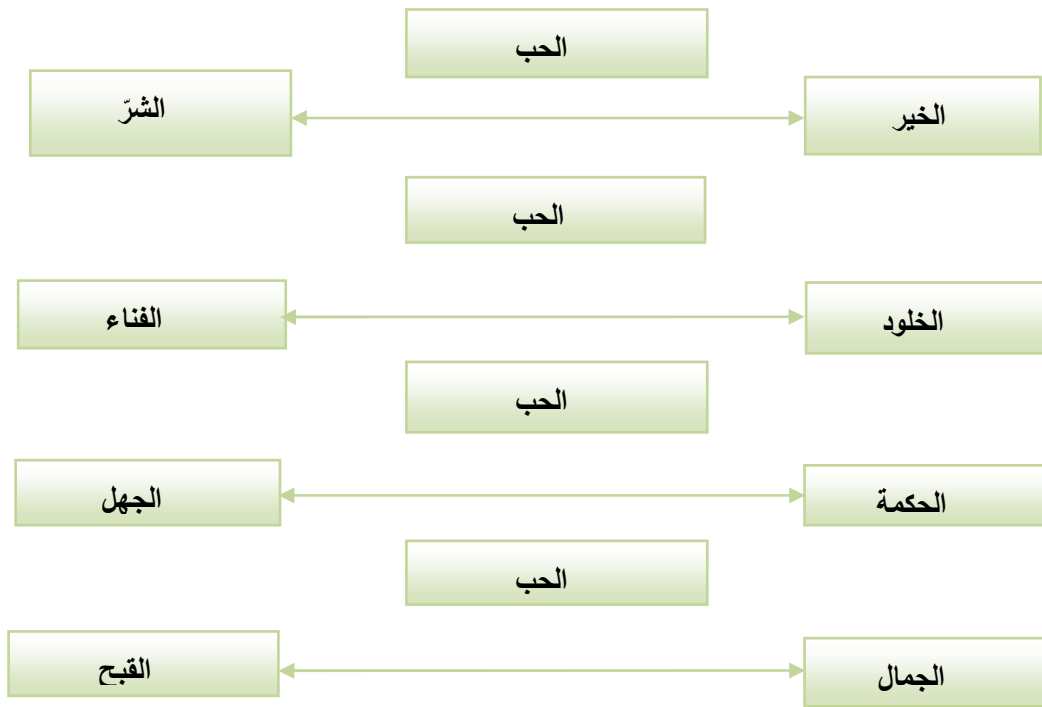 الحب
الخير
الشرّ
الحب
الخلود
الفناء
الحب
الحكمة
الجهل
الحب
الجمال
القبح